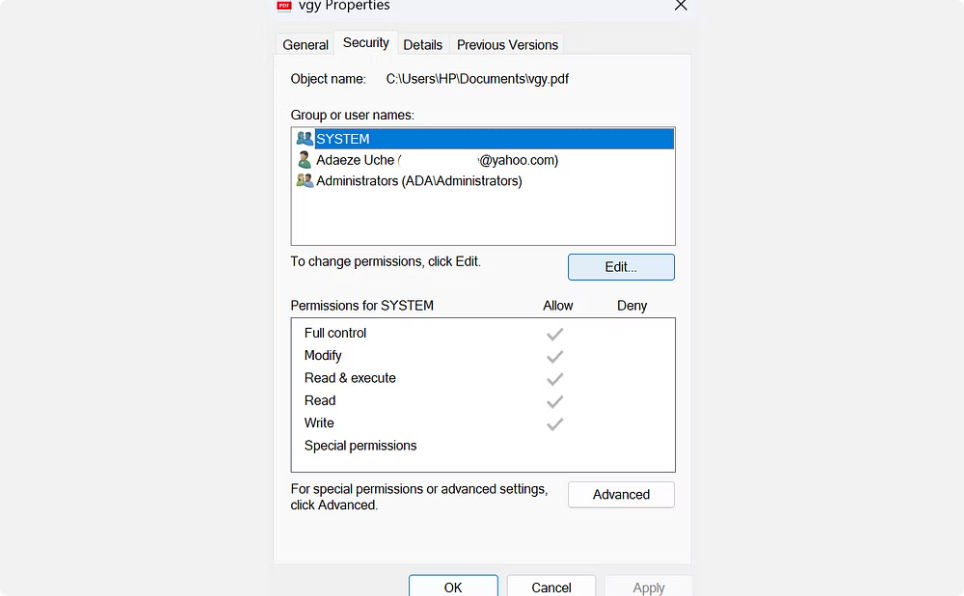 PDF vgy Properties
General Security Details Previous Versions
Object name: C:\Users\HP\Documents\vgy.pdf
Group or user names:
SYSTEM
Adaeze Uche ( @yahoo.com)
Administrators (ADA\Administrators)
To change permissions, click Edit.
Edit...
Permissions for SYSTEM Allow Deny
Full control
Modify
Read & execute
Read
Write
Special permissions
For special permissions or advanced settings,
click Advanced.
Advanced
OK Cancel Apply